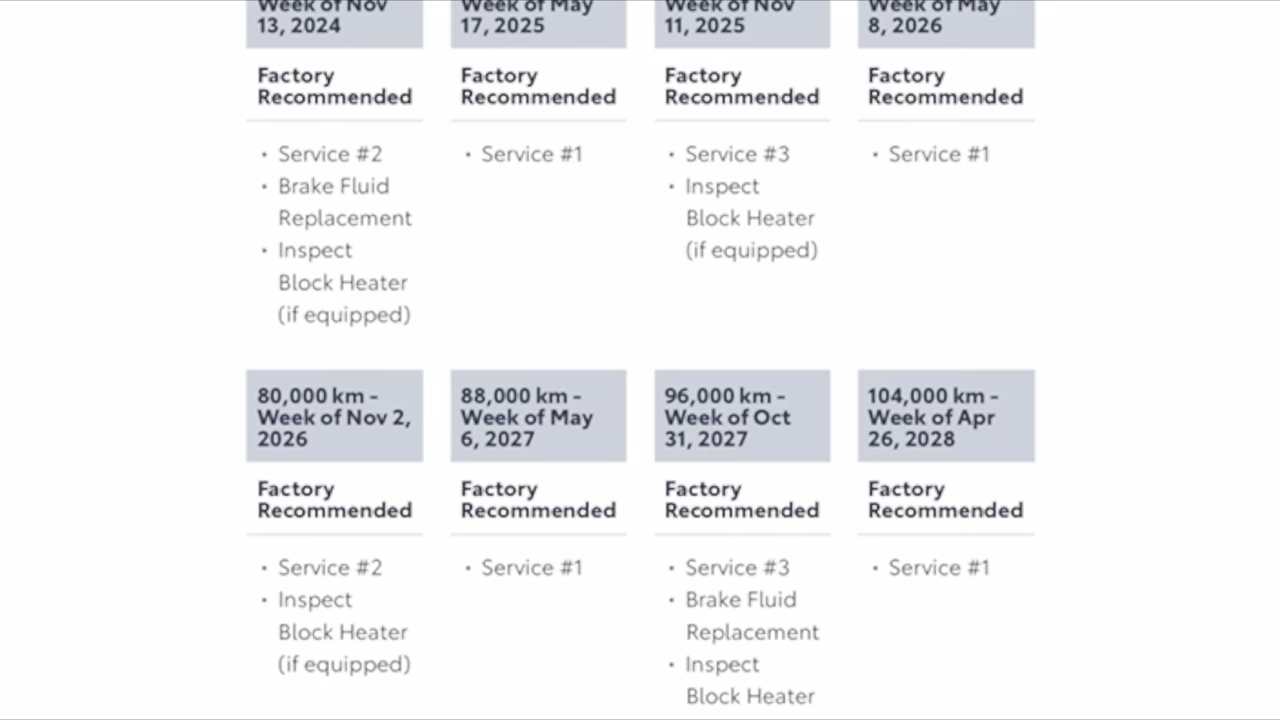 Week of Nov
13, 2024
Week of May
17, 2025
Week of Nov
11, 2025
Week of May
8, 2026
Factory
Recommended
Factory
Recommended
Factory
Recommended
Factory
Recommended
• Service #2
• Brake Fluid
Replacement
• Inspect
Block Heater
(if equipped)
• Service #1
• Service #3
• Inspect
Block Heater
(if equipped)
• Service #1
80,000 km –
Week of Nov 2,
2026
88,000 km –
Week of May
6, 2027
96,000 km –
Week of Oct
31, 2027
104,000 km –
Week of Apr
26, 2028
Factory
Recommended
Factory
Recommended
Factory
Recommended
Factory
Recommended
• Service #2
• Inspect
Block Heater
(if equipped)
• Service #1
• Service #3
• Brake Fluid
Replacement
• Inspect
Block Heater
• Service #1